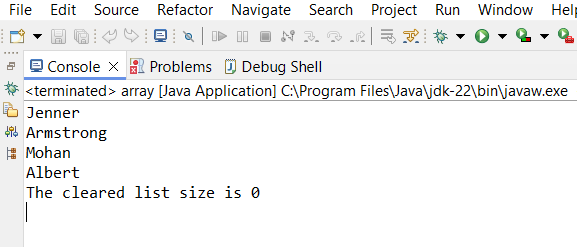 File Edit Source Refactor Navigate Search Project Run Window Help
Console Problems Debug Shell
<terminated> array [Java Application] C:\Program Files\Java\jdk-22\bin\javaw.exe
Jenner
Armstrong
Mohan
Albert
The cleared list size is 0